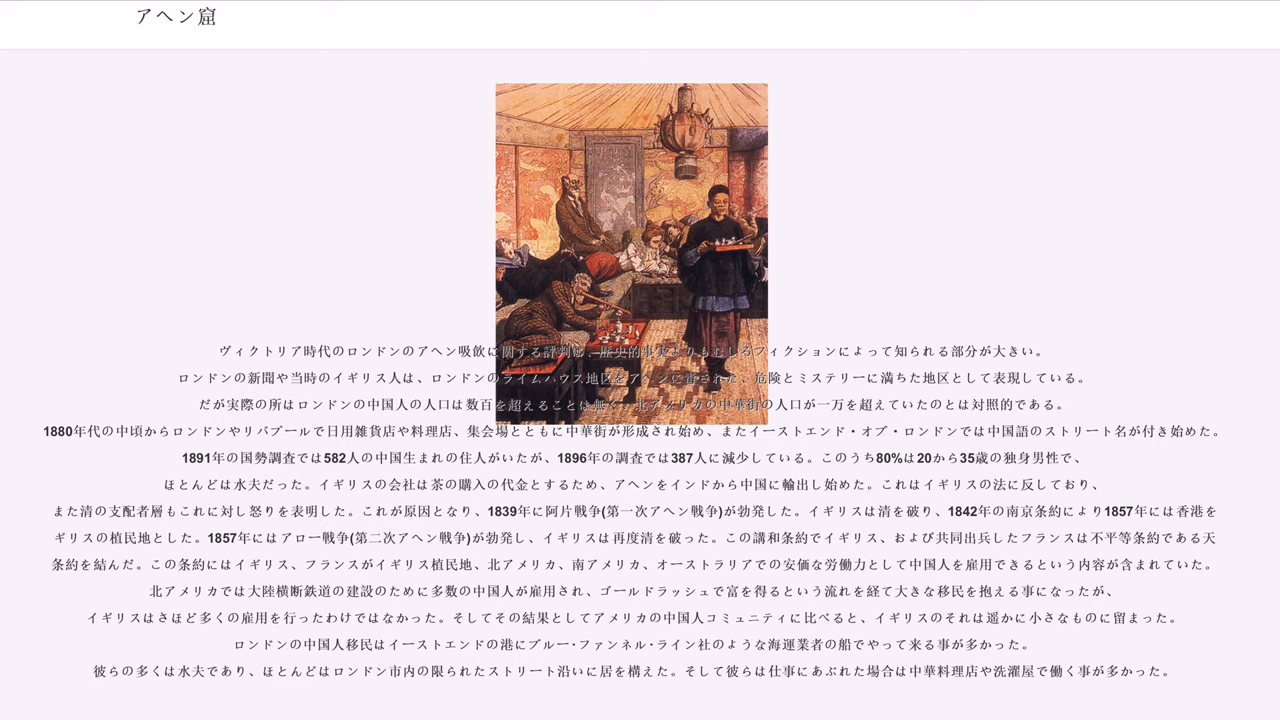 アヘン窟
ヴィクトリア時代のロンドンのアヘン吸飲に関する評判は、歴史的事実よりもむしろフィクションによって知られる部分が大きい。
ロンドンの新聞や当時のイギリス人は、ロンドンのライムハウス地区をアヘンに毒された、危険とミステリーに満ちた地区として表現している。
だが実際の所はロンドンの中国人の人口は数百を超えることは無く、北アメリカの中華街の人口が一万を超えていたのとは対照的である。
1880年代の中頃からロンドンやリバプールで日用雑貨店や料理店、集会場とともに中華街が形成され始め、またイーストエンド・オブ・ロンドンでは中国語のストリート名が付き始めた。
1891年の国勢調査では582人の中国生まれの住人がいたが、1896年の調査では387人に減少している。このうち80%は20から35歳の独身男性で、
ほとんどは水夫だった。イギリスの会社は茶の購入の代金とするため、アヘンをインドから中国に輸出し始めた。これはイギリスの法に反しており、
また清の支配者層もこれに対し怒りを表明した。これが原因となり、1839年に阿片戦争(第一次アヘン戦争)が勃発した。イギリスは清を破り、1842年の南京条約により1857年には香港を
ギリスの植民地とした。1857年にはアロー戦争(第二次アヘン戦争)が勃発し、イギリスは再度清を破った。この講和条約でイギリス、および共同出兵したフランスは不平等条約である天
条約を結んだ。この条約にはイギリス、フランスがイギリス植民地、北アメリカ、南アメリカ、オーストラリアでの安価な労働力として中国人を雇用できるという内容が含まれていた。
北アメリカでは大陸横断鉄道の建設のために多数の中国人が雇用され、ゴールドラッシュで富を得るという流れを経て大きな移民を抱える事になったが、
イギリスはさほど多くの雇用を行ったわけではなかった。そしてその結果としてアメリカの中国人コミュニティに比べると、イギリスのそれは遥かに小さなものに留まった。
ロンドンの中国人移民はイーストエンドの港にブルー・ファンネル・ライン社のような海運業者の船でやって来る事が多かった。
彼らの多くは水夫であり、ほとんどはロンドン市内の限られたストリート沿いに居を構えた。そして彼らは仕事にあぶれた場合は中華料理店や洗濯屋で働く事が多かった。